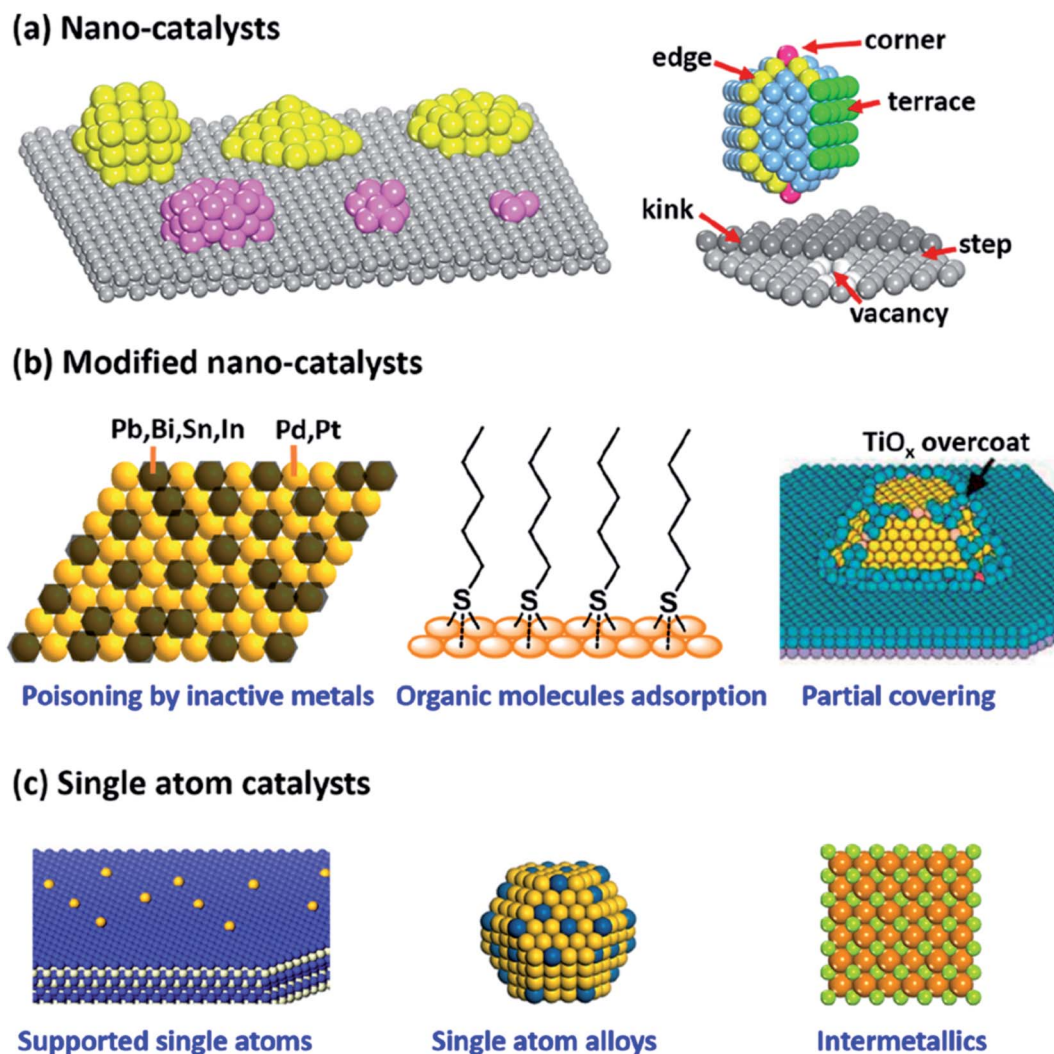 (a) Nano-catalysts
corner
edge
terrace
kink
step
vacancy
(b) Modified nano-catalysts
Pb,Bi,Sn,In
Pd,Pt
TiOx overcoat
S S S S
Poisoning by inactive metals
Organic molecules adsorption
Partial covering
(c) Single atom catalysts
Supported single atoms
Single atom alloys
Intermetallics